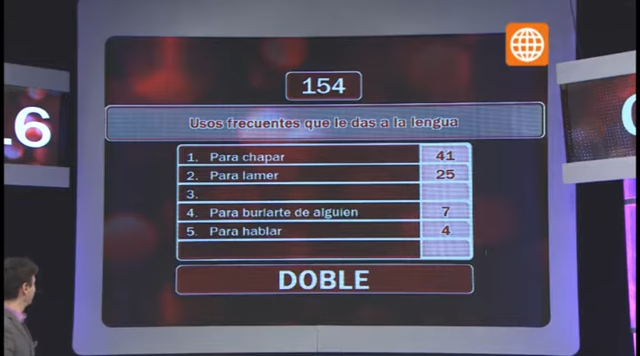 154
16
Usos frecuentes que le das a la lengua
1. Para chapar 41
2. Para lamer 25
3.
4. Para burlarte de alguien 7
5. Para hablar 4
DOBLE